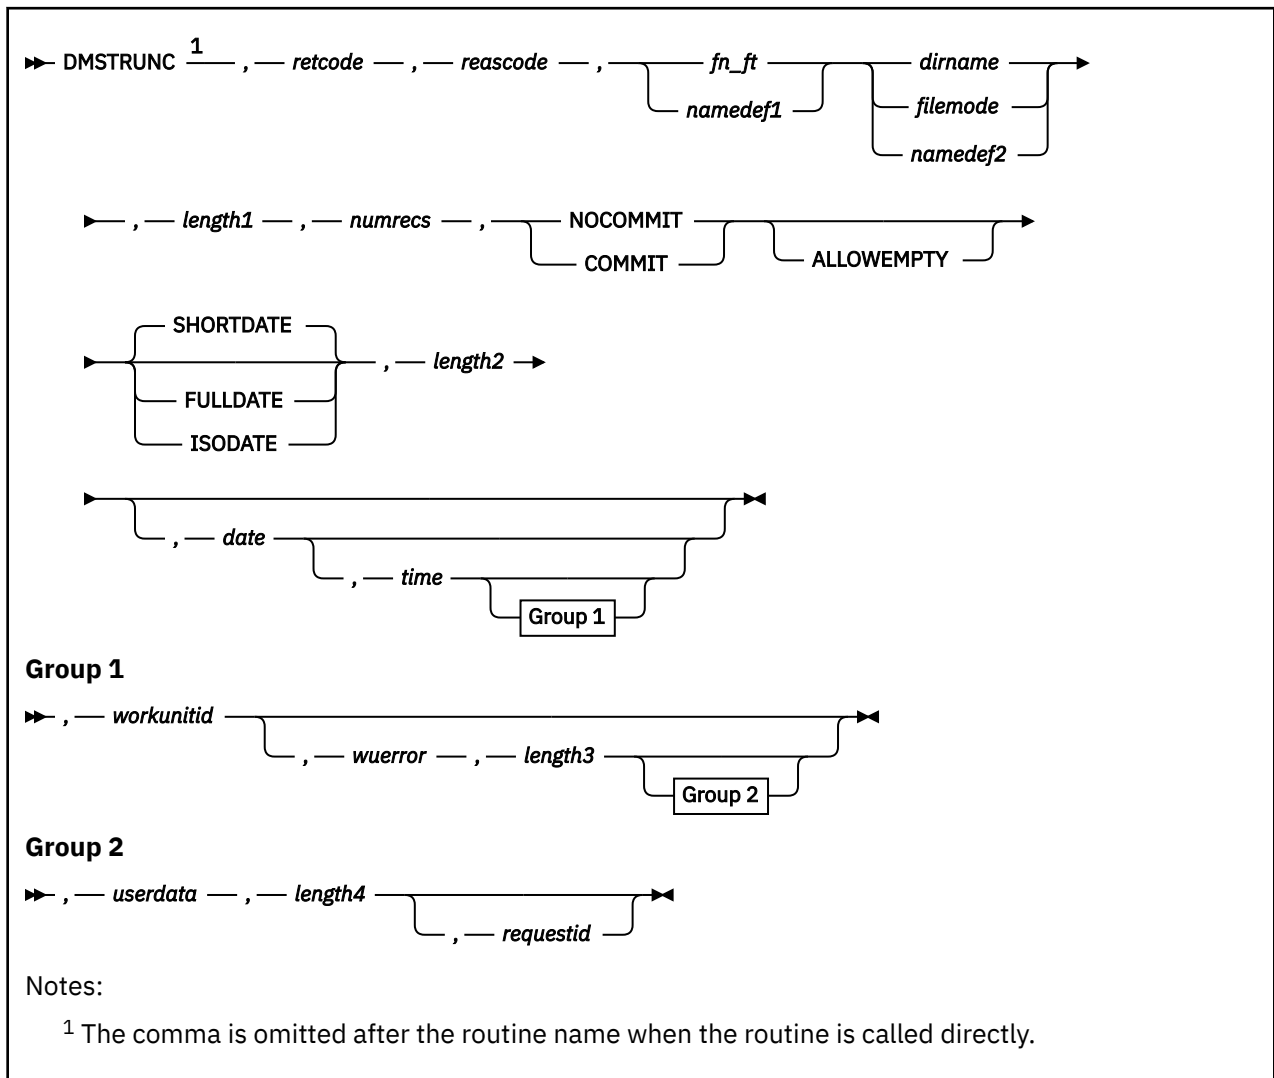 DMSTRUNC 1 , retcode , reascode , fn_ft dirname
namedef1 filemode
namedef2
, length1 , numrecs , NOCOMMIT
COMMIT ALLOWEMPTY
SHORTDATE
, length2
FULLDATE
ISODATE
, date
, time
Group 1
Group 1
, workunitid
, wuerror , length3
Group 2
Group 2
, userdata , length4
, requestid
Notes:
1 The comma is omitted after the routine name when the routine is called directly.